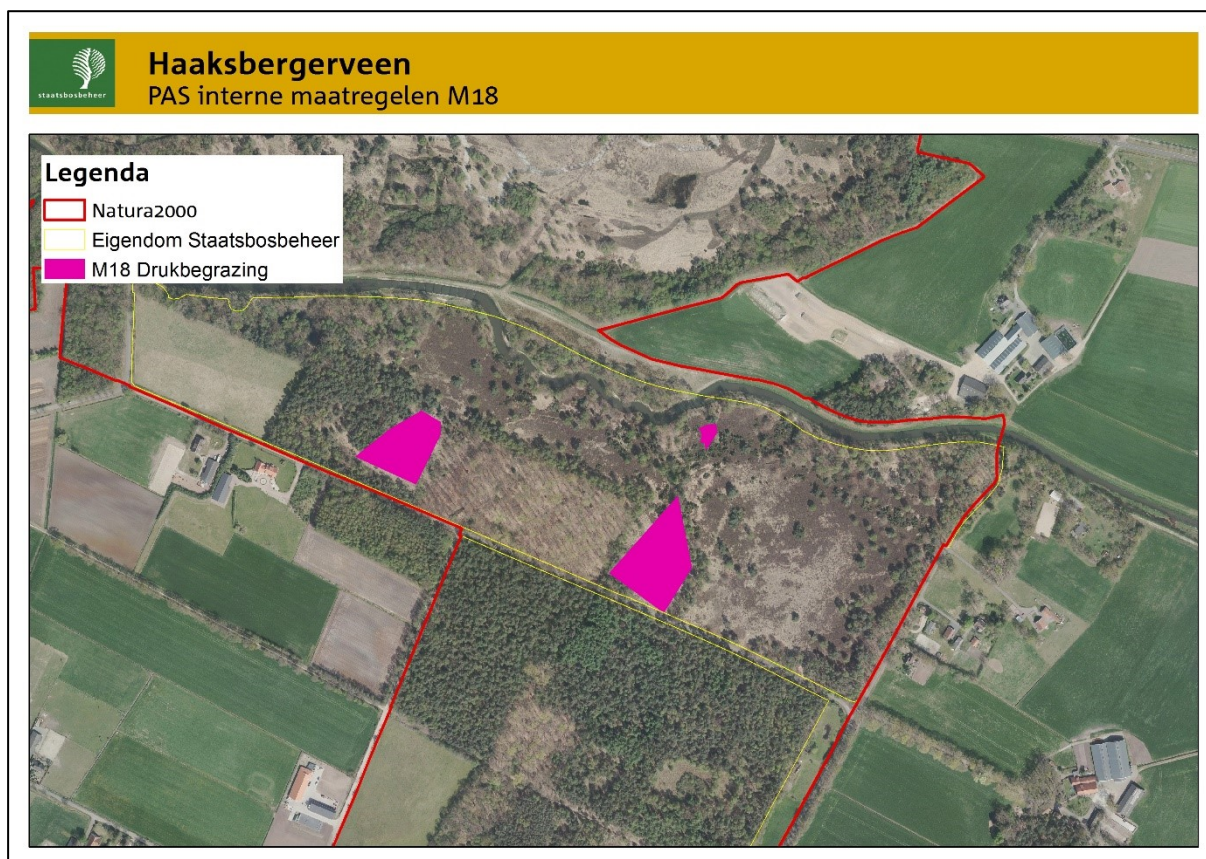 staatsbosbeheer
Haaksbergerveen
PAS interne maatregelen M18
Legenda
Natura2000
Eigendom Staatsbosbeheer
M18 Drukbegrazing